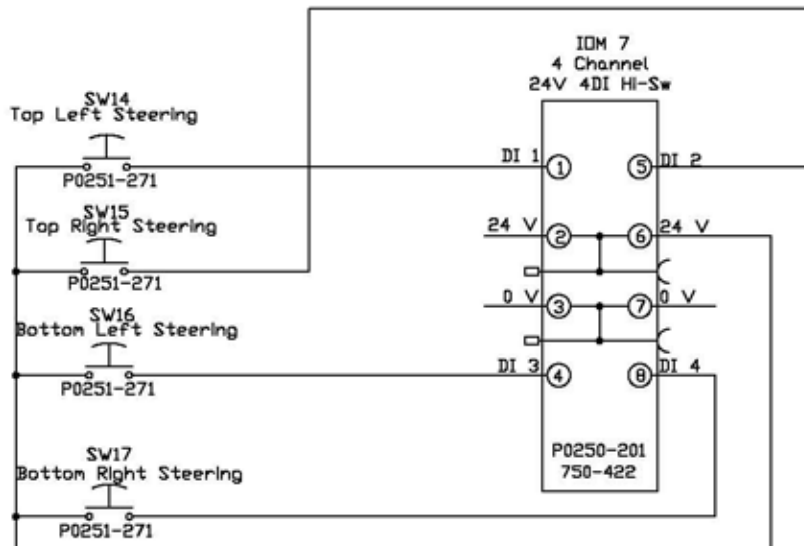 IOM 7
4 Channel
24V 4DI Hi-Sw
SW14
Top Left Steering
P0251-271
DI 1
1
5
DI 2
SW15
Top Right Steering
P0251-271
24 V
2
6
24 V
0 V
3
7
0 V
SW16
Bottom Left Steering
P0251-271
DI 3
4
8
DI 4
SW17
Bottom Right Steering
P0251-271
P0250-201
750-422